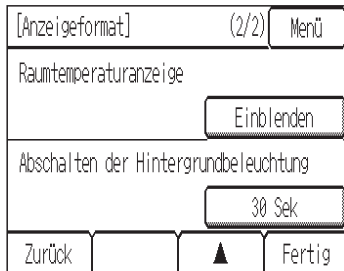 [Anzeigeformat] (2/2) Menü
Raumtemperaturanzeige
Einblenden
Abschalten der Hintergrundbeleuchtung
30 Sek
Zurück ▲ Fertig